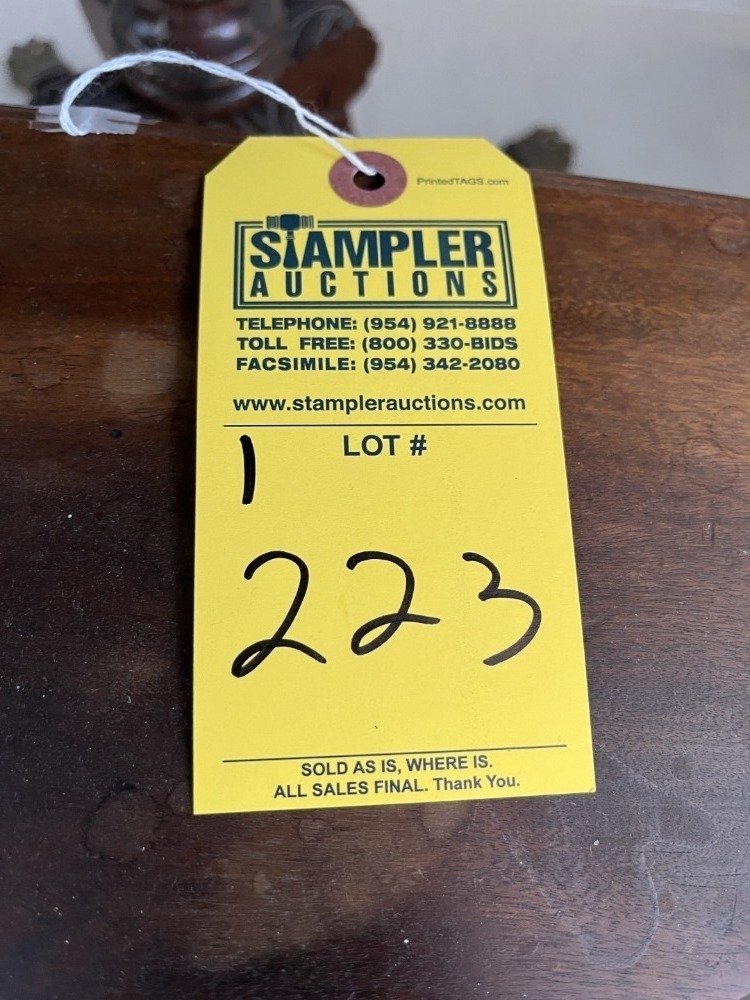 PrintedTAGS.com
STAMPLER
AUCTIONS
TELEPHONE: (954) 921-8888
TOLL FREE: (800) 330-BIDS
FACSIMILE: (954) 342-2080
www.stamplerauctions.com
LOT #
1
223
SOLD AS IS, WHERE IS.
ALL SALES FINAL. Thank You.